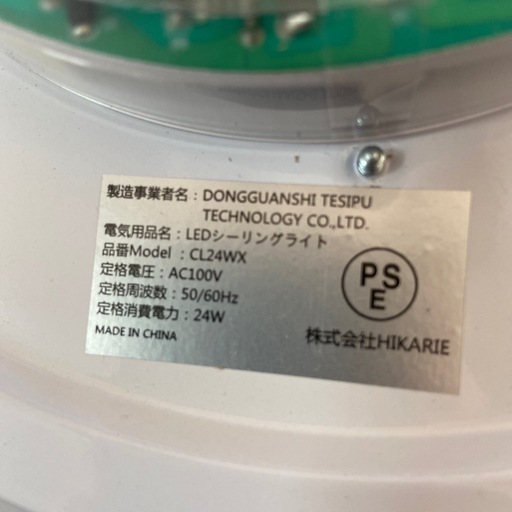 製造事業者名：DONGGUANSHI TESIPU
TECHNOLOGY CO.,LTD.
電気用品名：LEDシーリングライト
品番Model ：CL24WX
定格電圧：AC100V
定格周波数：50/60Hz
定格消費電力：24W
MADE IN CHINA
PS
E
株式会社HIKARIE